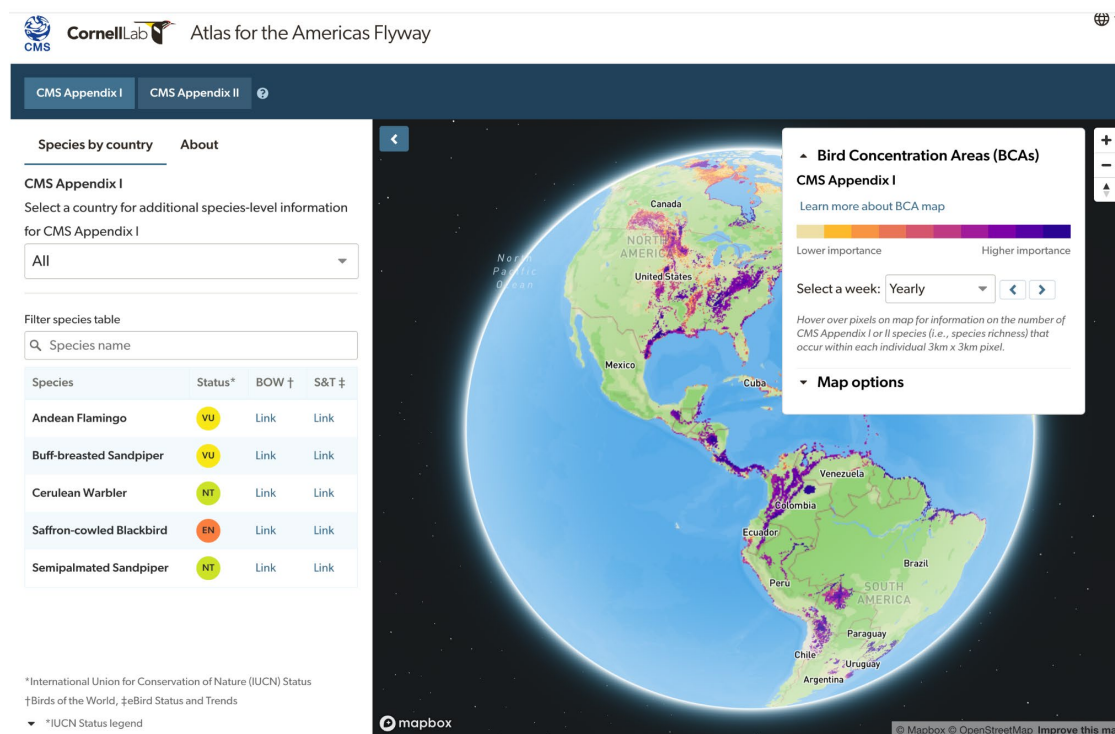 CMS
CornellLab
Atlas for the Americas Flyway
CMS Appendix I
CMS Appendix II
?
Species by country
About
CMS Appendix I
Select a country for additional species-level information
for CMS Appendix I
All
Filter species table
Species name
Species Status* BOW † S&T ‡
Andean Flamingo VU Link Link
Buff-breasted Sandpiper VU Link Link
Cerulean Warbler NT Link Link
Saffron-cowled Blackbird EN Link Link
Semipalmated Sandpiper NT Link Link
*International Union for Conservation of Nature (IUCN) Status
†Birds of the World, ‡eBird Status and Trends
*IUCN Status legend
Bird Concentration Areas (BCAs)
CMS Appendix I
Learn more about BCA map
Lower importance Higher importance
Select a week: Yearly
Hover over pixels on map for information on the number of
CMS Appendix I or II species (i.e., species richness) that
occur within each individual 3km x 3km pixel.
Map options
Canada
NORTH
AMERICA
North
Pacific
Ocean
United States
Mexico
Cuba
Venezuela
Colombia
Ecuador
Brazil
Peru
SOUTH
AMERICA
Paraguay
Chile
Uruguay
Argentina
mapbox
© Mapbox © OpenStreetMap Improve this ma